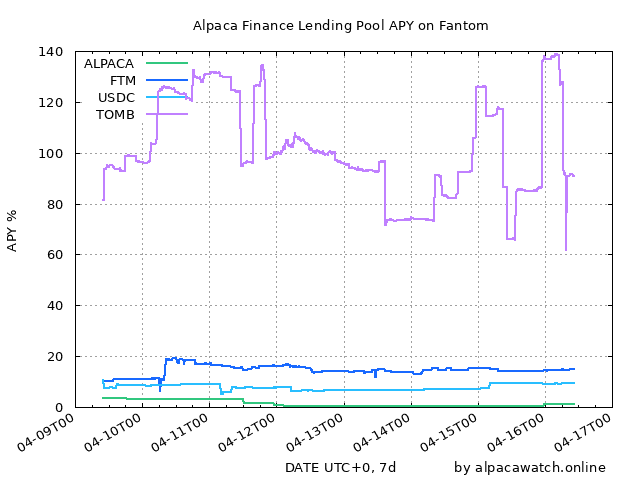 Alpaca Finance Lending Pool APY on Fantom
140
120
100
80
60
40
20
0
APY %
ALPACA
FTM
USDC
TOMB
04-09T00
04-10T00
04-11T00
04-12T00
04-13T00
04-14T00
04-15T00
04-16T00
04-17T00
DATE UTC+0, 7d
by alpacawatch.online